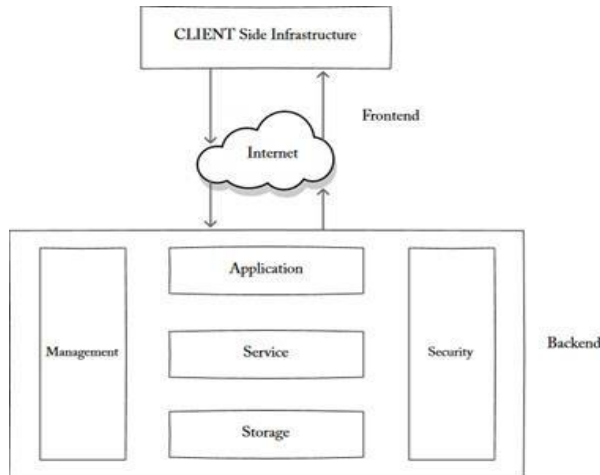 CLIENT Side Infrastructure
Frontend
Internet
Application
Management
Service
Security
Backend
Storage